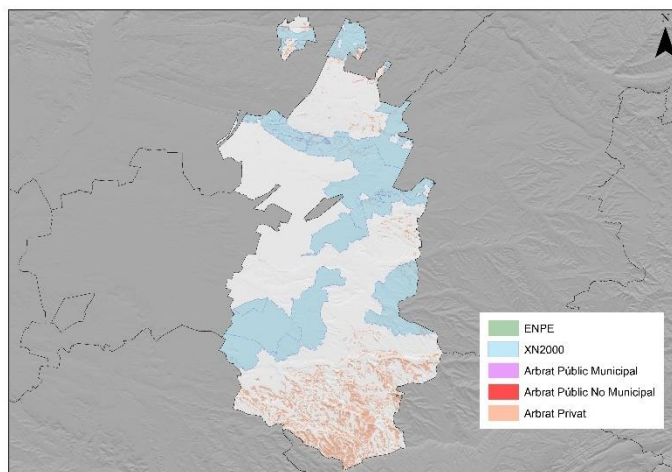 N
ENPE
XN2000
Arbrat Públic Municipal
Arbrat Públic No Municipal
Arbrat Privat